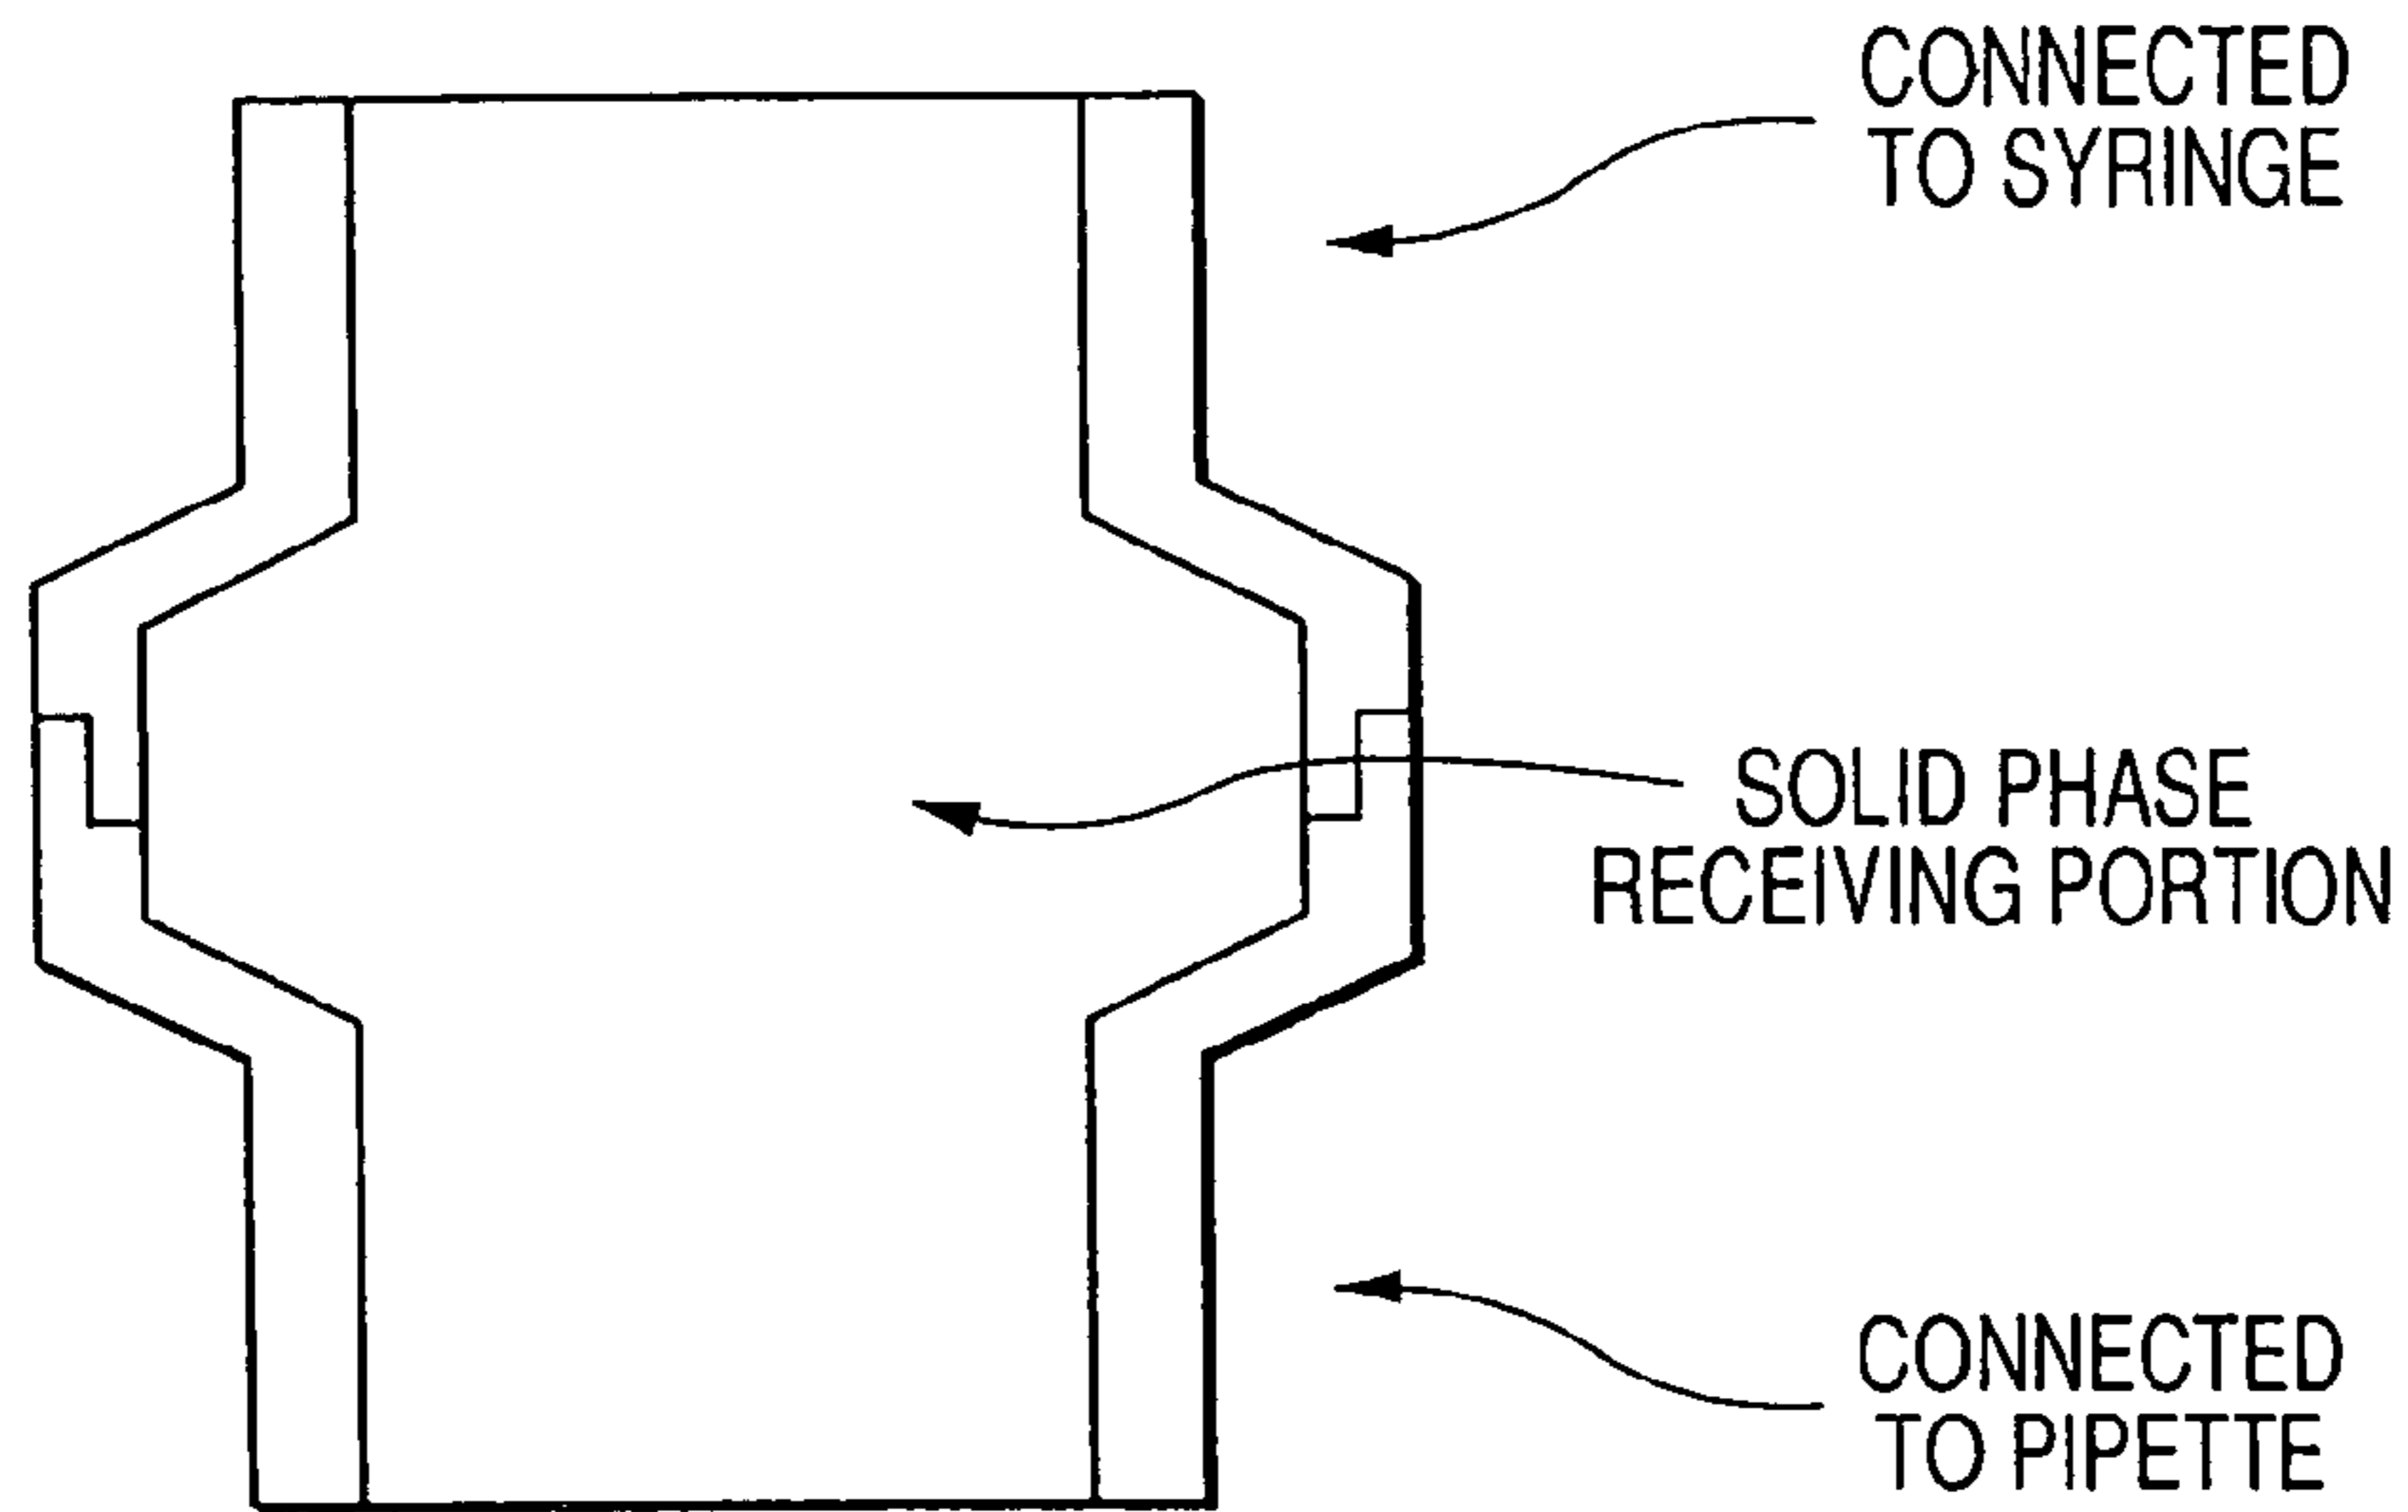 CONNECTED
TO SYRINGE
SOLID PHASE
RECEIVING PORTION
CONNECTED
TO PIPETTE